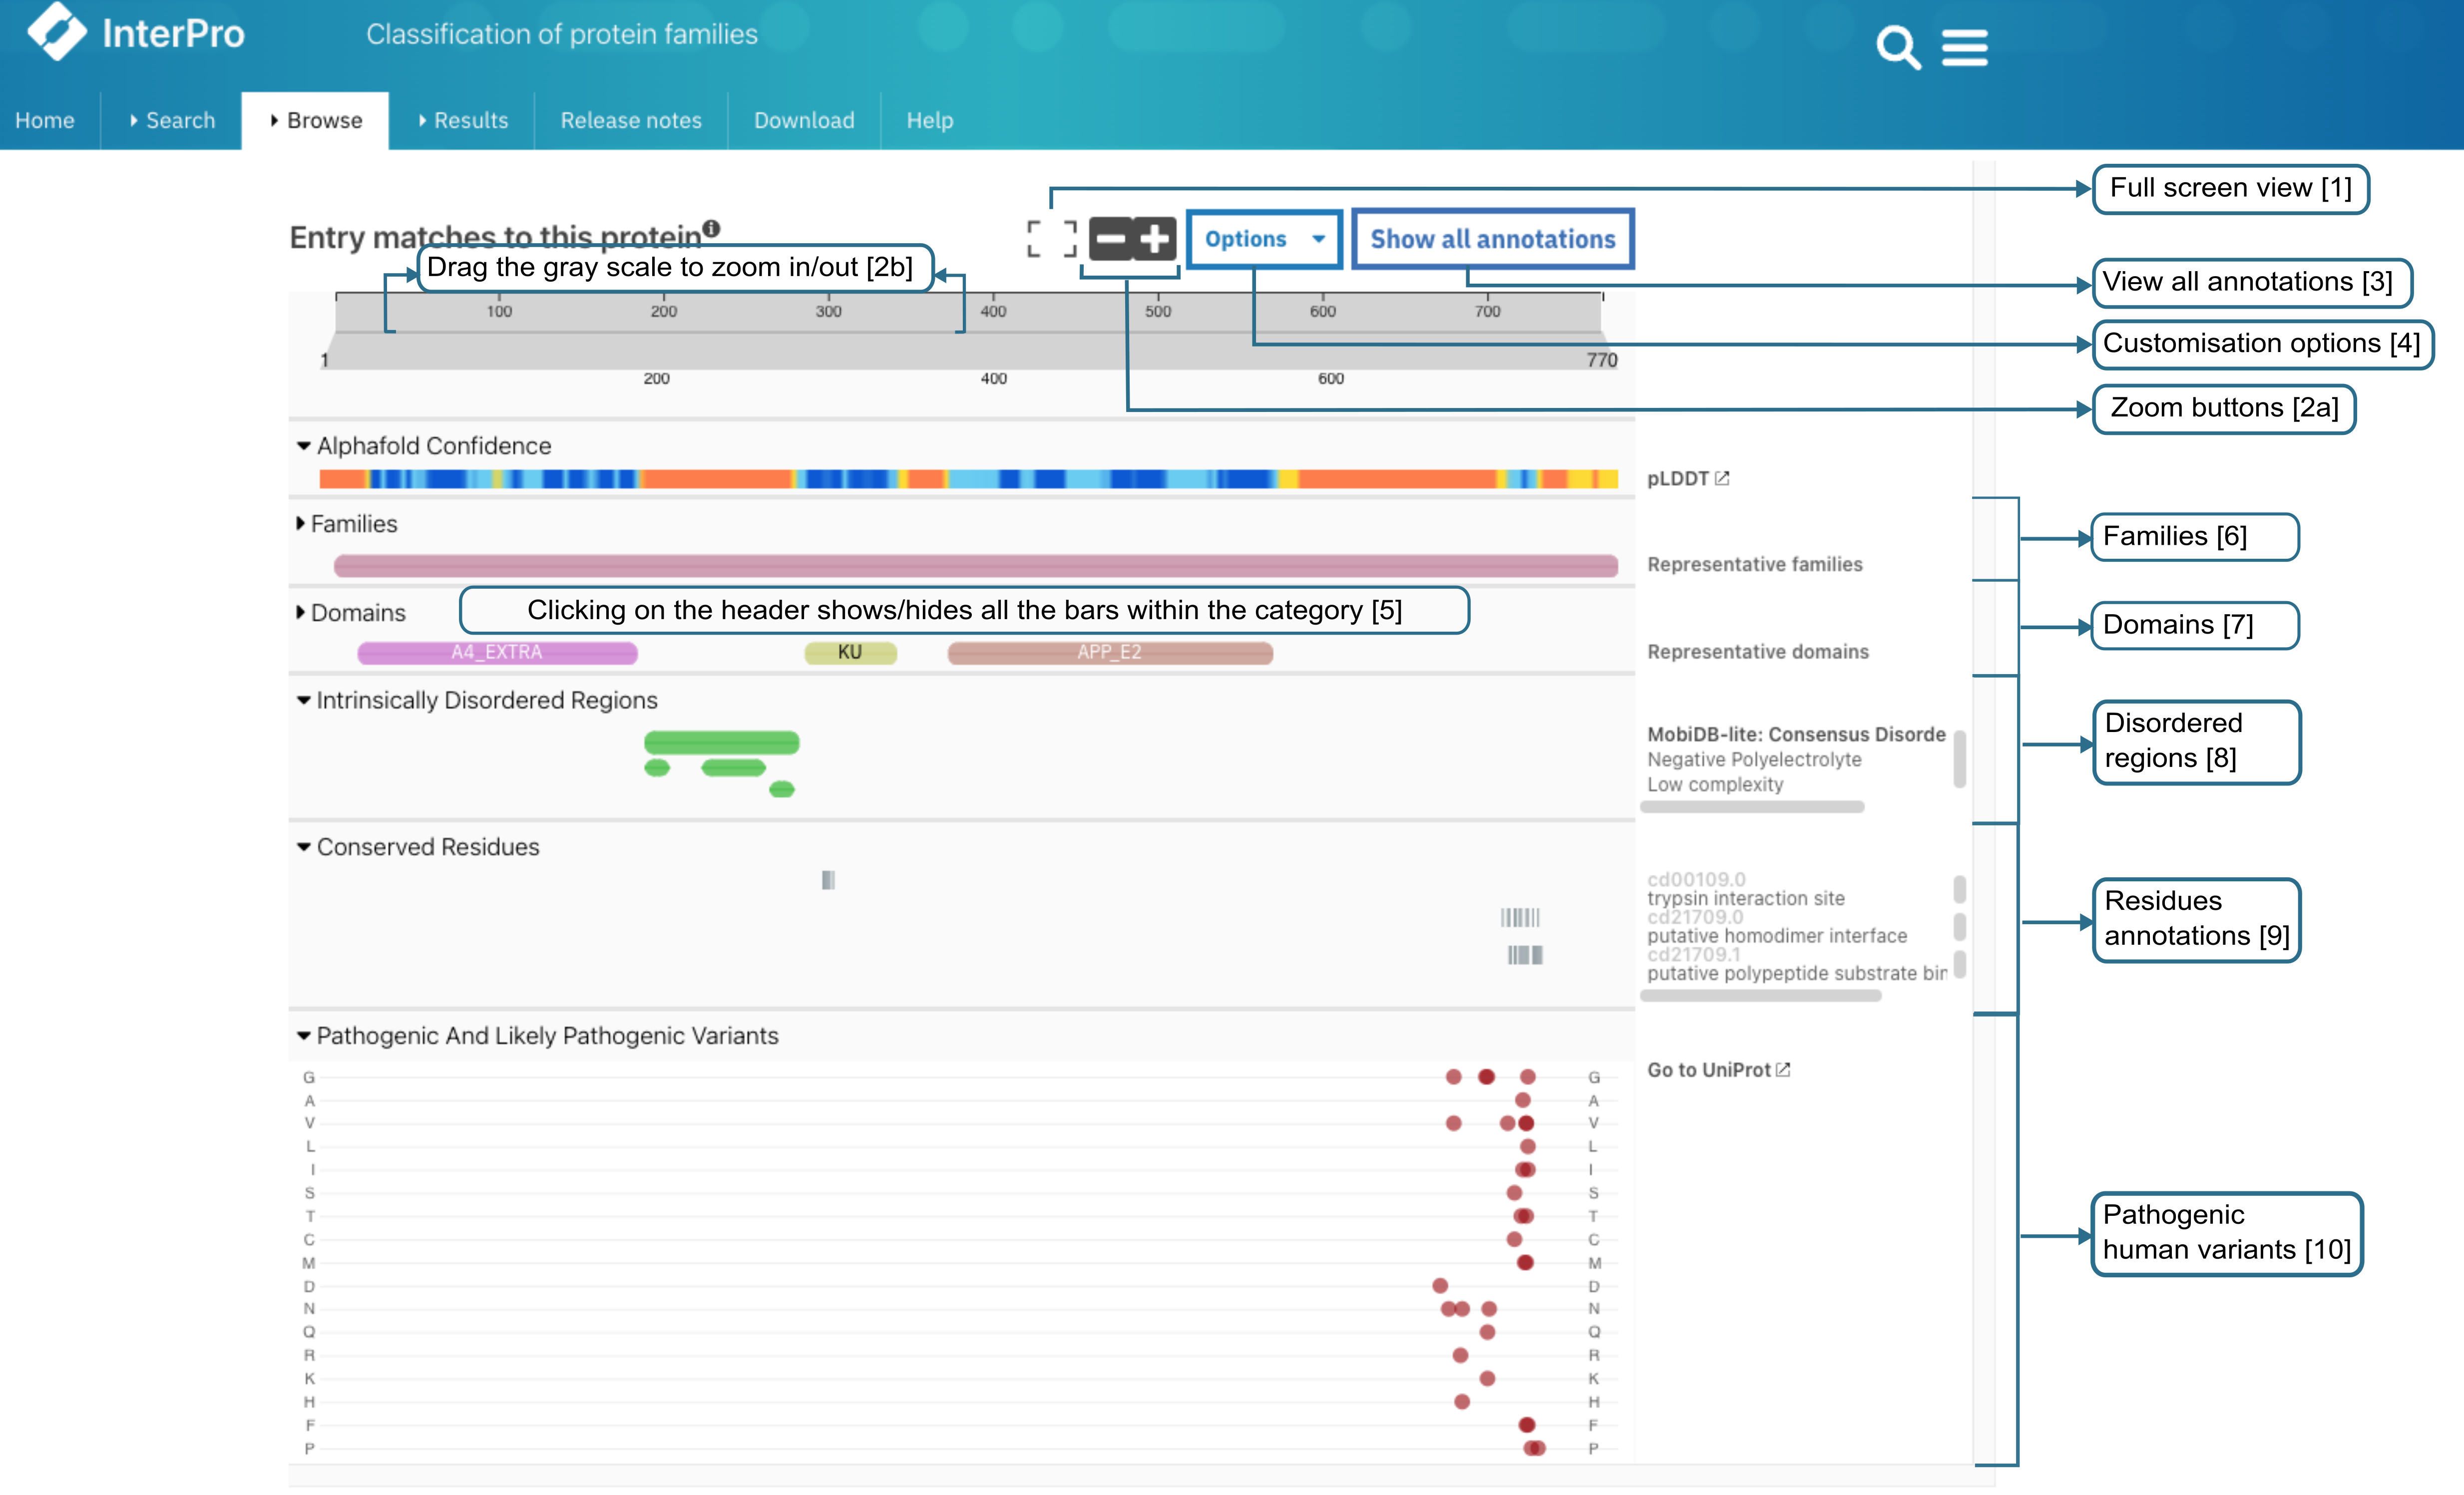 InterPro
Classification of protein families
Home
Search
Browse
Results
Release notes
Download
Help
Full screen view [1]
Entry matches to this protein
Options
Show all annotations
Drag the gray scale to zoom in/out [2b]
View all annotations [3]
100 200 300 400 500 600 700
Customisation options [4]
1 770
200 400 600
Zoom buttons [2a]
Alphafold Confidence
pLDDT
Families
Families [6]
Representative families
Domains
Clicking on the header shows/hides all the bars within the category [5]
Domains [7]
A4_EXTRA KU APP_E2
Representative domains
Intrinsically Disordered Regions
Disordered
regions [8]
MobiDB-lite: Consensus Disorde
Negative Polyelectrolyte
Low complexity
Conserved Residues
cd00109.0
trypsin interaction site
cd21709.0
putative homodimer interface
cd21709.1
putative polypeptide substrate bin
Residues
annotations [9]
Pathogenic And Likely Pathogenic Variants
Go to UniProt
G G
A A
V V
L L
I I
S S
T T
C C
M M
D D
N N
Q Q
R R
K K
H H
F F
P P
Pathogenic
human variants [10]